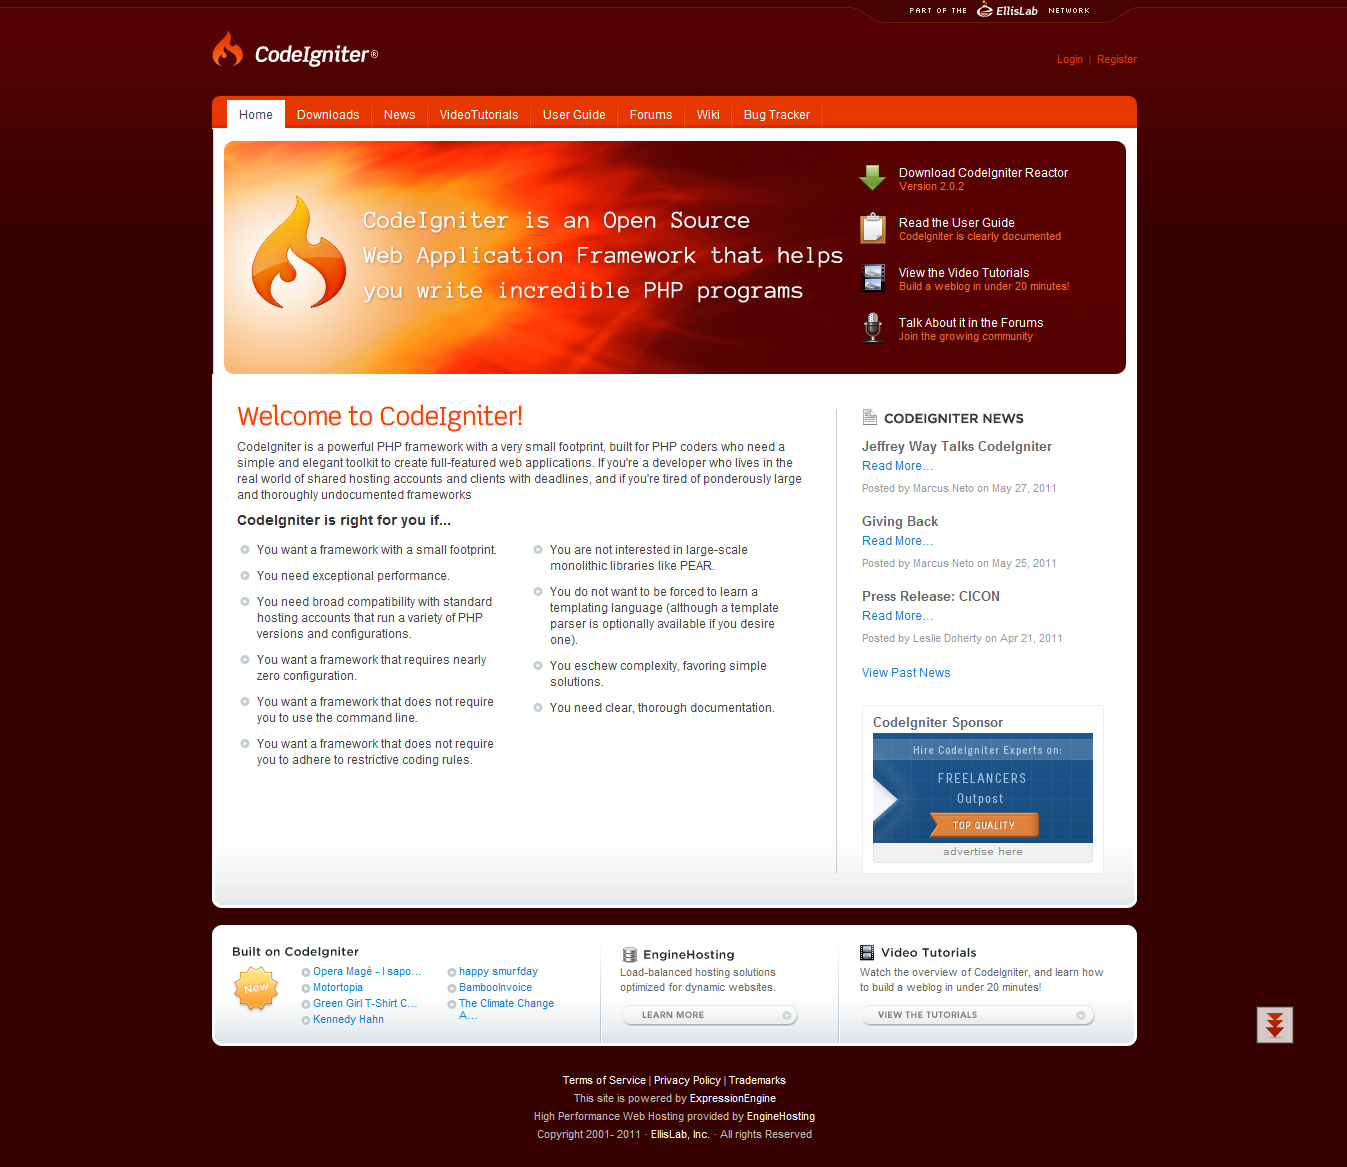 PART OF THE EllisLab NETWORK
CodeIgniter®
Login | Register
Home Downloads News VideoTutorials User Guide Forums Wiki Bug Tracker
CodeIgniter is an Open Source
Web Application Framework that helps
you write incredible PHP programs
Download CodeIgniter Reactor
Version 2.0.2
Read the User Guide
CodeIgniter is clearly documented
View the Video Tutorials
Build a weblog in under 20 minutes!
Talk About it in the Forums
Join the growing community
Welcome to CodeIgniter!
CodeIgniter is a powerful PHP framework with a very small footprint, built for PHP coders who need a
simple and elegant toolkit to create full-featured web applications. If you're a developer who lives in the
real world of shared hosting accounts and clients with deadlines, and if you're tired of ponderously large
and thoroughly undocumented frameworks
CodeIgniter is right for you if...
You want a framework with a small footprint.
You need exceptional performance.
You need broad compatibility with standard
hosting accounts that run a variety of PHP
versions and configurations.
You want a framework that requires nearly
zero configuration.
You want a framework that does not require
you to use the command line.
You want a framework that does not require
you to adhere to restrictive coding rules.
You are not interested in large-scale
monolithic libraries like PEAR.
You do not want to be forced to learn a
templating language (although a template
parser is optionally available if you desire
one).
You eschew complexity, favoring simple
solutions.
You need clear, thorough documentation.
CODEIGNITER NEWS
Jeffrey Way Talks CodeIgniter
Read More...
Posted by Marcus Neto on May 27, 2011
Giving Back
Read More...
Posted by Marcus Neto on May 25, 2011
Press Release: CICON
Read More...
Posted by Leslie Doherty on Apr 21, 2011
View Past News
CodeIgniter Sponsor
Hire CodeIgniter Experts on:
FREELANCERS
Outpost
TOP QUALITY
advertise here
Built on CodeIgniter
New
Opera Magé - I sapo...
Motortopia
Green Girl T-Shirt C...
Kennedy Hahn
happy smurfday
BambooInvoice
The Climate Change
A...
EngineHosting
Load-balanced hosting solutions
optimized for dynamic websites.
LEARN MORE
Video Tutorials
Watch the overview of CodeIgniter, and learn how
to build a weblog in under 20 minutes!
VIEW THE TUTORIALS
Terms of Service | Privacy Policy | Trademarks
This site is powered by ExpressionEngine
High Performance Web Hosting provided by EngineHosting
Copyright 2001- 2011 · EllisLab, Inc. · All rights Reserved